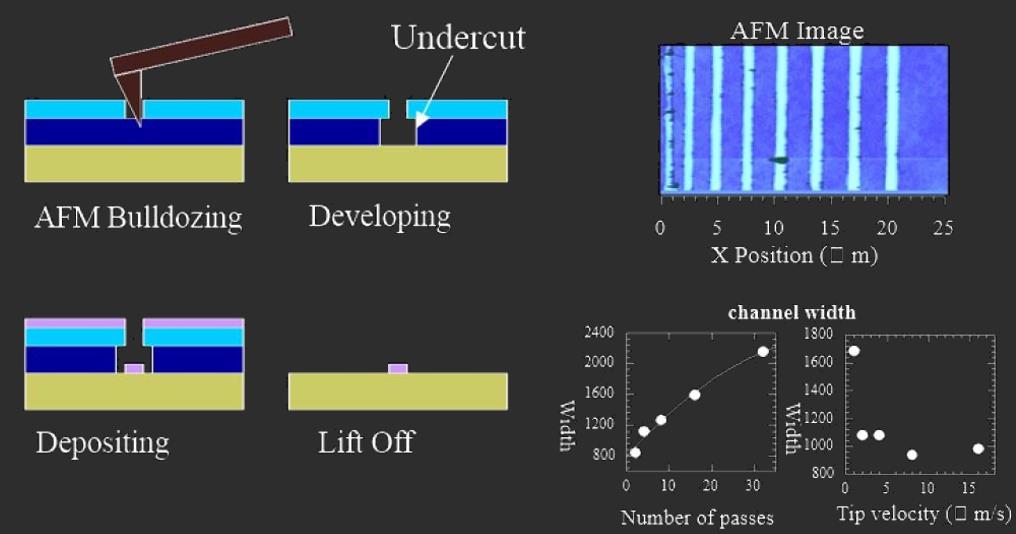 Undercut
AFM Bulldozing
Developing
Depositing
Lift Off
AFM Image
0 5 10 15 20 25
X Position (□ m)
channel width
2400
2000
1600
1200
800
Width
0 10 20 30
Number of passes
1800
1600
1400
1200
1000
800
Width
0 5 10 15
Tip velocity (□ m/s)